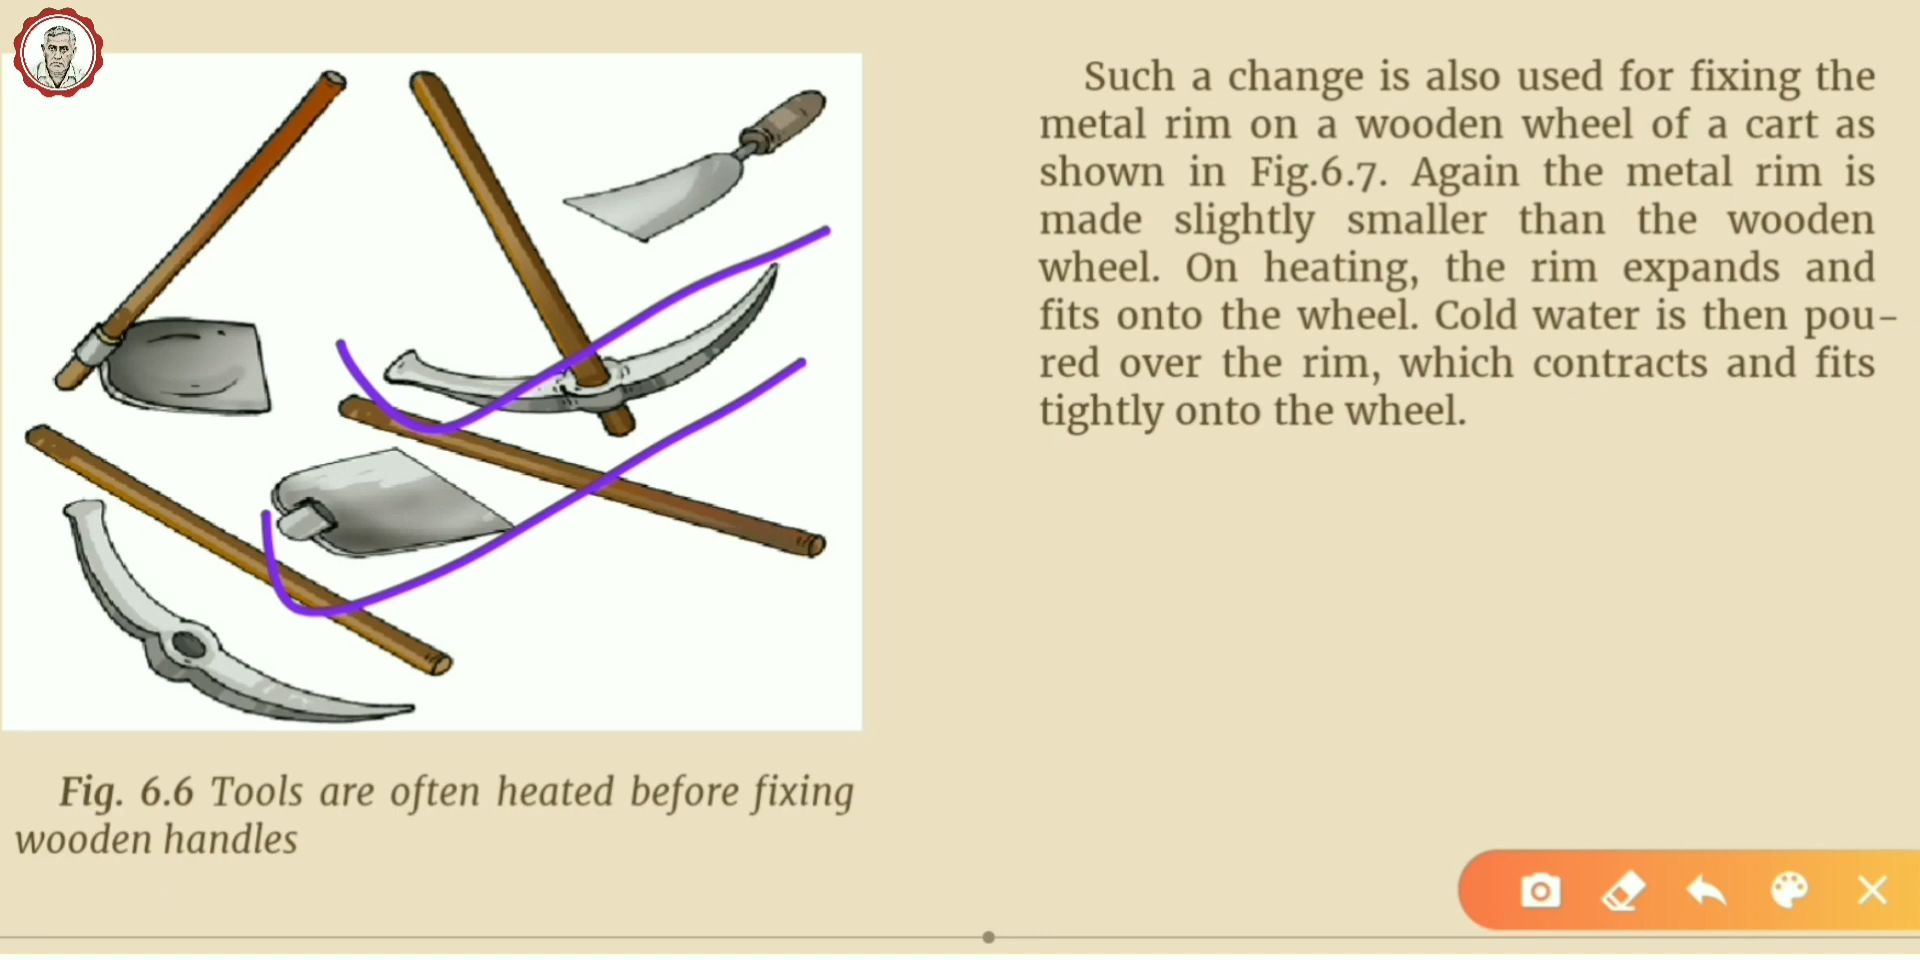 Such a change is also used for fixing the
metal rim on a wooden wheel of a cart as
shown in Fig.6.7. Again the metal rim is
made slightly smaller than the wooden
wheel. On heating, the rim expands and
fits onto the wheel. Cold water is then pou-
red over the rim, which contracts and fits
tightly onto the wheel.
Fig. 6.6 Tools are often heated before fixing
wooden handles